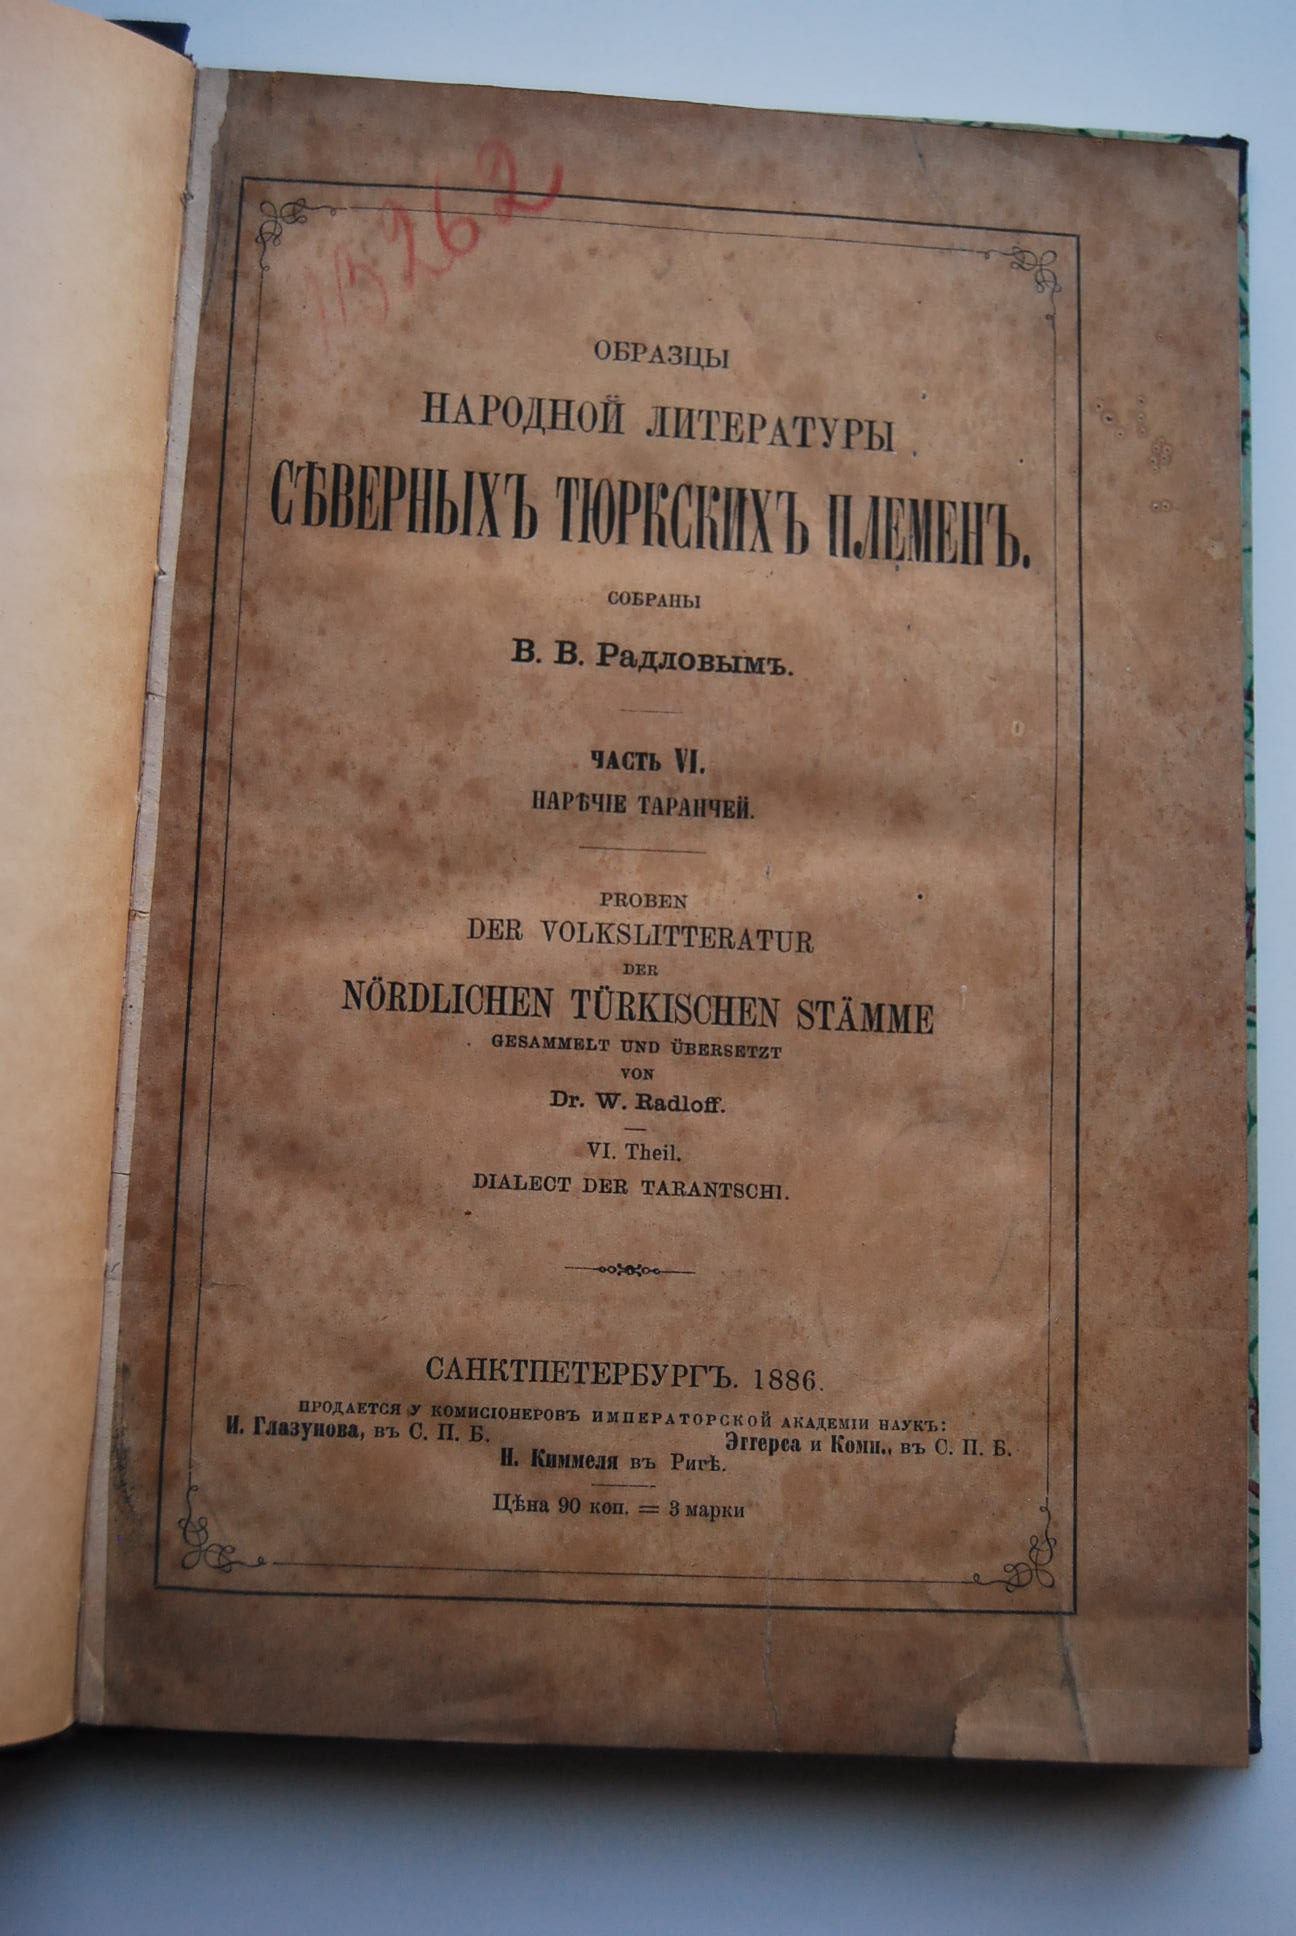 262
ОБРАЗЦЫ
НАРОДНОЙ ЛИТЕРАТУРЫ
СѢВЕРНЫХЪ ТЮРКСКИХЪ ПЛЕМЕНЪ.
СОБРАНЫ
В. В. Радловымъ.
ЧАСТЬ VI.
НАРѢЧІЕ ТАРАНЧЕЙ.
PROBEN
DER VOLKSLITTERATUR
DER
NÖRDLICHEN TÜRKISCHEN STÄMME
GESAMMELT UND ÜBERSETZT
VON
Dr. W. Radloff.
VI. Theil.
DIALECT DER TARANTSCHI.
САНКТПЕТЕРБУРГЪ. 1886.
ПРОДАЕТСЯ У КОМИСІОНЕРОВЪ ИМПЕРАТОРСКОЙ АКАДЕМІИ НАУКЪ:
И. Глазунова, въ С. П. Б. Эггерса и Комп., въ С. П. Б.
Н. Киммеля въ Ригѣ.
Цѣна 90 коп. = 3 марки